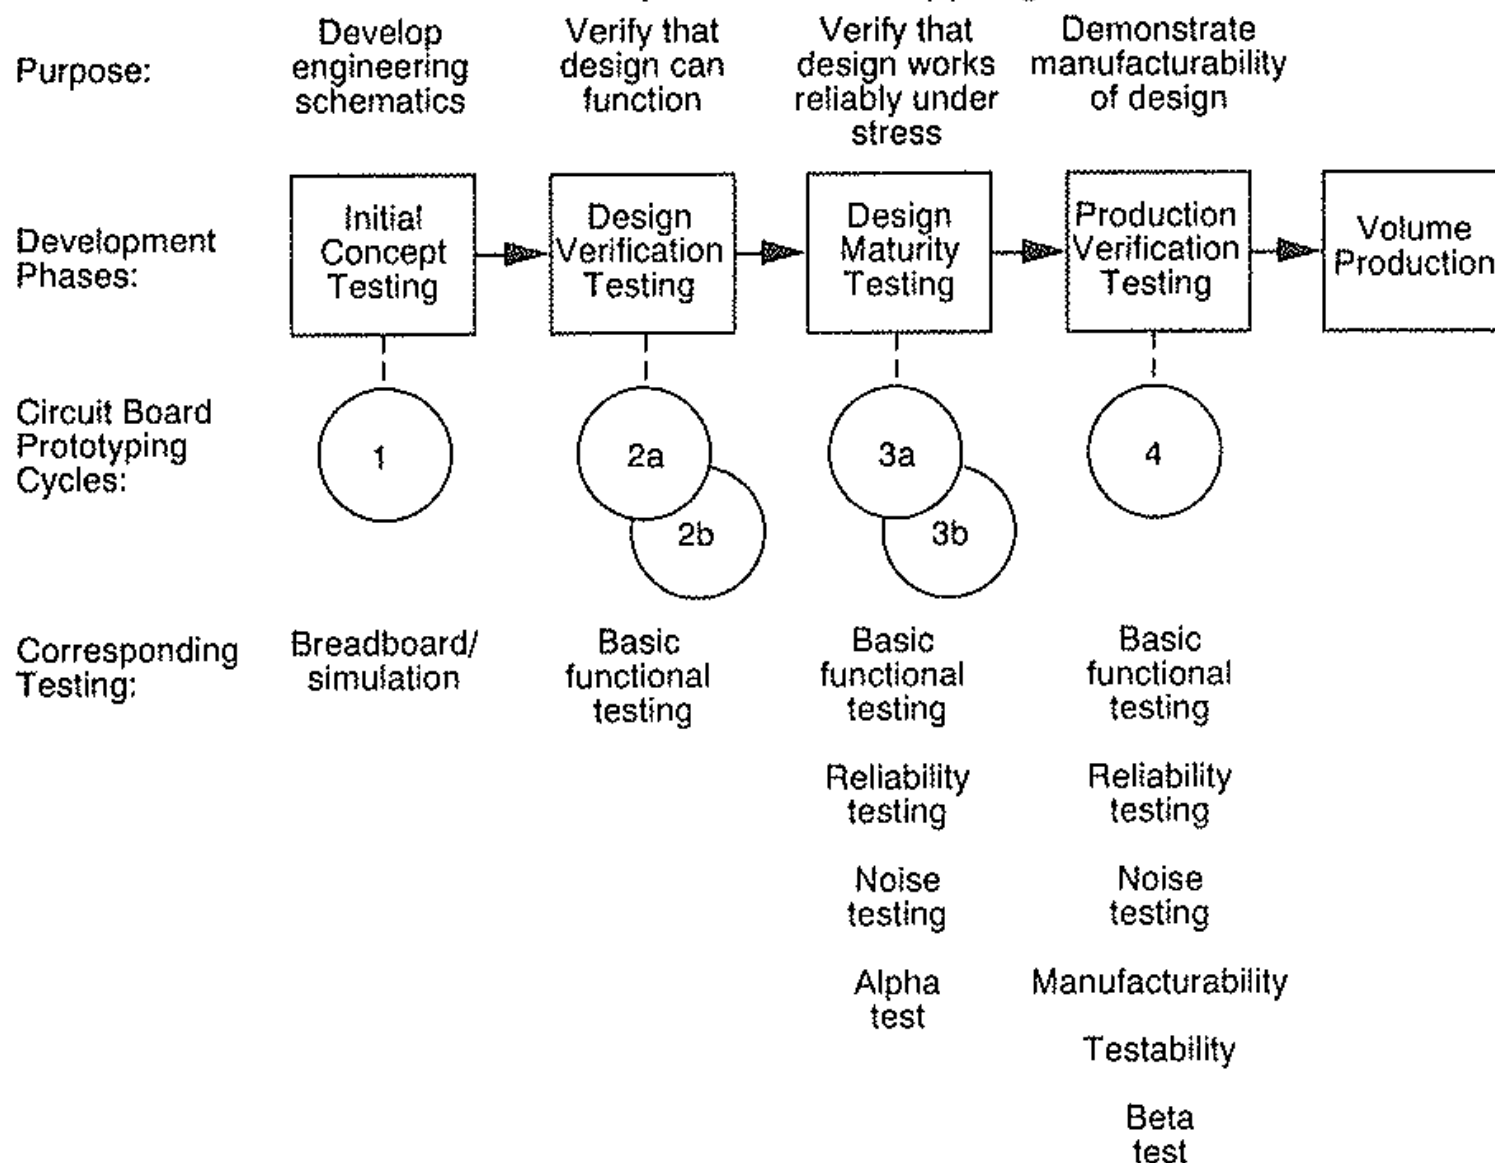 Purpose:
Develop
engineering
schematics
Verify that
design can
function
Verify that
design works
reliably under
stress
Demonstrate
manufacturability
of design
Development
Phases:
Initial
Concept
Testing
Design
Verification
Testing
Design
Maturity
Testing
Production
Verification
Testing
Volume
Production
Circuit Board
Prototyping
Cycles:
1
2a
2b
3a
3b
4
Corresponding
Testing:
Breadboard/
simulation
Basic
functional
testing
Basic
functional
testing
Reliability
testing
Noise
testing
Alpha
test
Basic
functional
testing
Reliability
testing
Noise
testing
Manufacturability
Testability
Beta
test